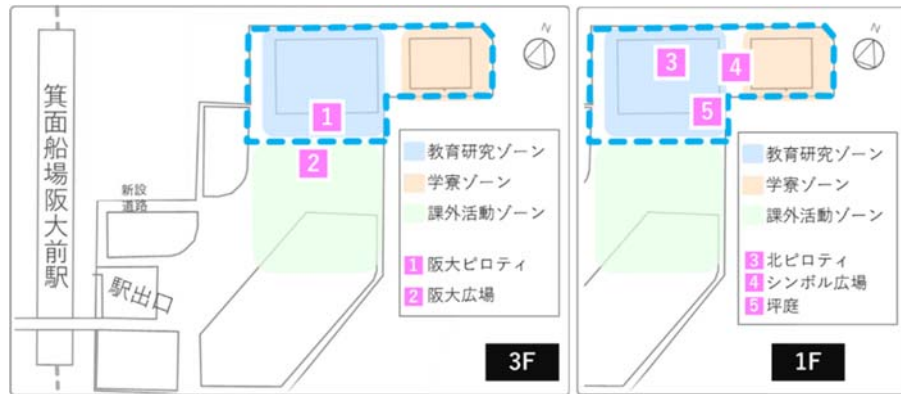 箕面船場阪大前駅
新設
道路
駅出口
1
2
N
教育研究ゾーン
学寮ゾーン
課外活動ゾーン
1 阪大ピロティ
2 阪大広場
3F
3
4
5
N
教育研究ゾーン
学寮ゾーン
課外活動ゾーン
3 北ピロティ
4 シンボル広場
5 坪庭
1F